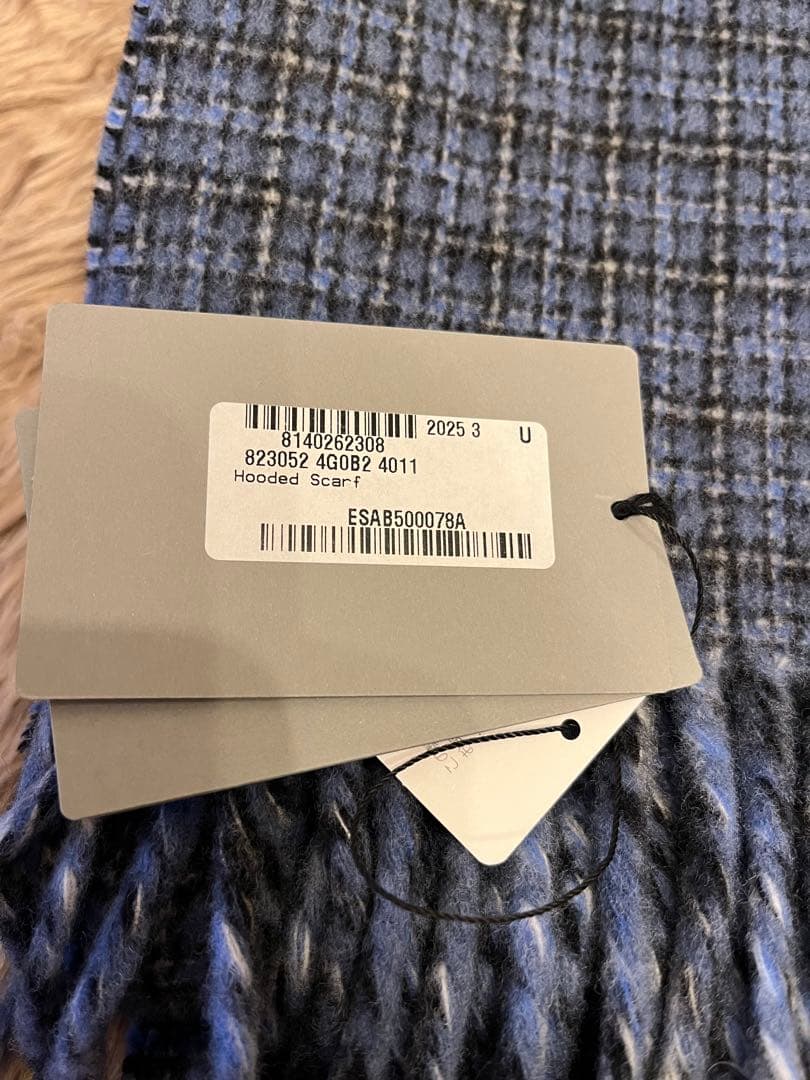 2025 3 U
8140262308
823052 4G0B2 4011
Hooded Scarf
ESAB500078A